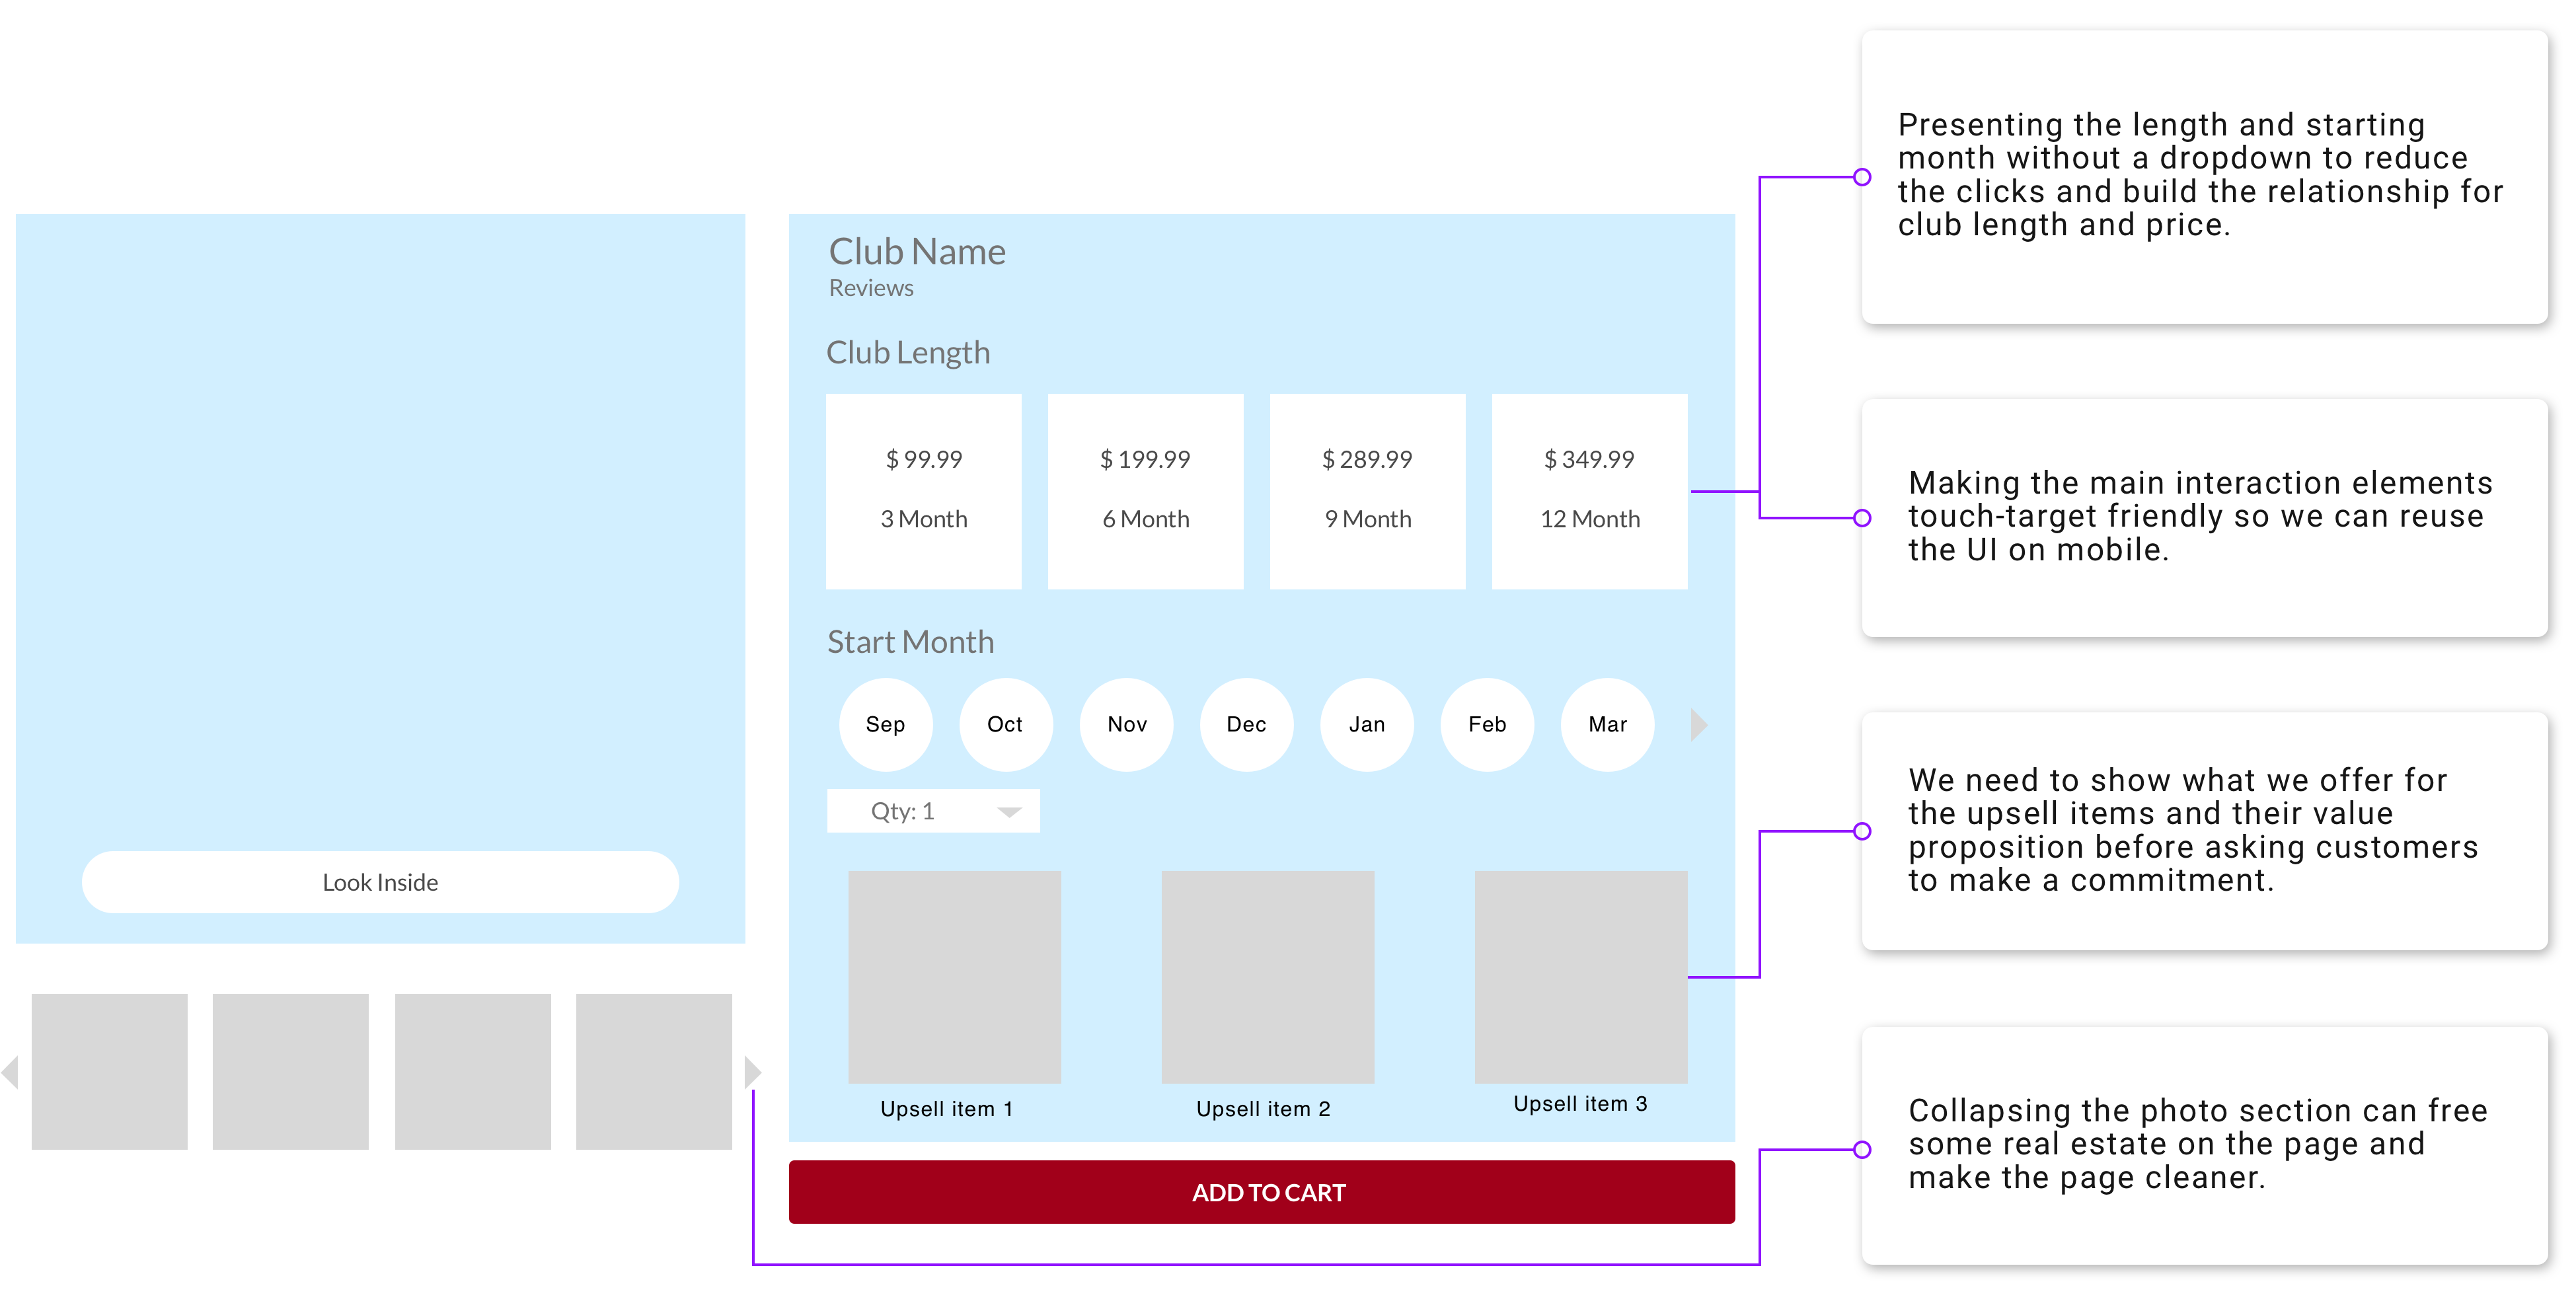 Club Name
Reviews
Club Length
$ 99.99
3 Month
$ 199.99
6 Month
$ 289.99
9 Month
$ 349.99
12 Month
Start Month
Sep
Oct
Nov
Dec
Jan
Feb
Mar
Qty: 1
Look Inside
Upsell item 1
Upsell item 2
Upsell item 3
ADD TO CART
Presenting the length and starting
month without a dropdown to reduce
the clicks and build the relationship for
club length and price.
Making the main interaction elements
touch-target friendly so we can reuse
the UI on mobile.
We need to show what we offer for
the upsell items and their value
proposition before asking customers
to make a commitment.
Collapsing the photo section can free
some real estate on the page and
make the page cleaner.